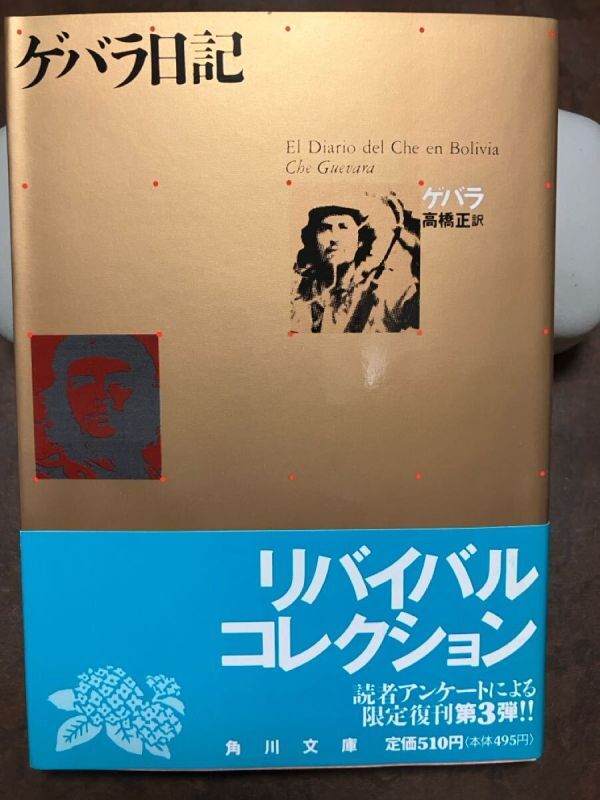 ゲバラ日記
El Diario del Che en Bolivia
Che Guevara
ゲバラ
高橋正訳
リバイバル
コレクション
読者アンケートによる
限定復刊第3弾!!
角川文庫 定価510円〈本体495円〉